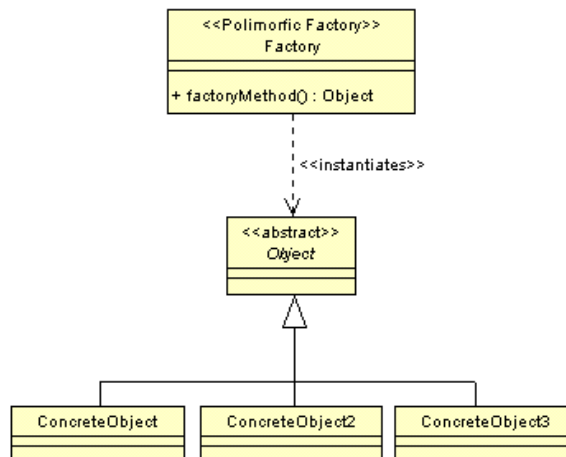 <<Polimorfic Factory>>
Factory
+ factoryMethod() : Object
<<instantiates>>
<<abstract>>
Object
ConcreteObject
ConcreteObject2
ConcreteObject3